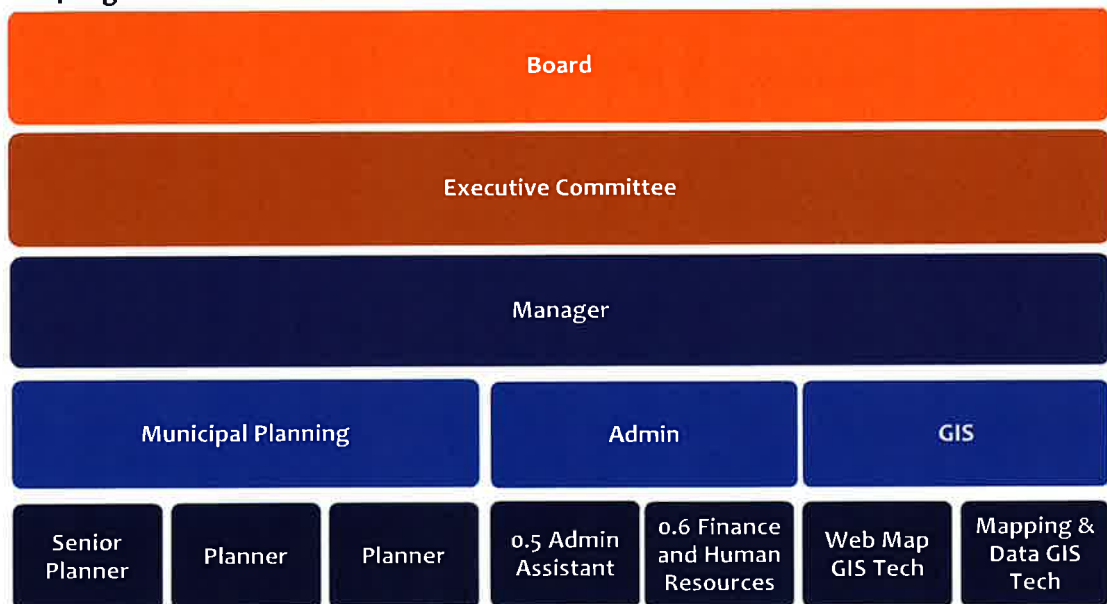 Board
Executive Committee
Manager
Municipal Planning
Admin
GIS
Senior
Planner
Planner
Planner
0.5 Admin
Assistant
0.6 Finance
and Human
Resources
Web Map
GIS Tech
Mapping &
Data GIS
Tech